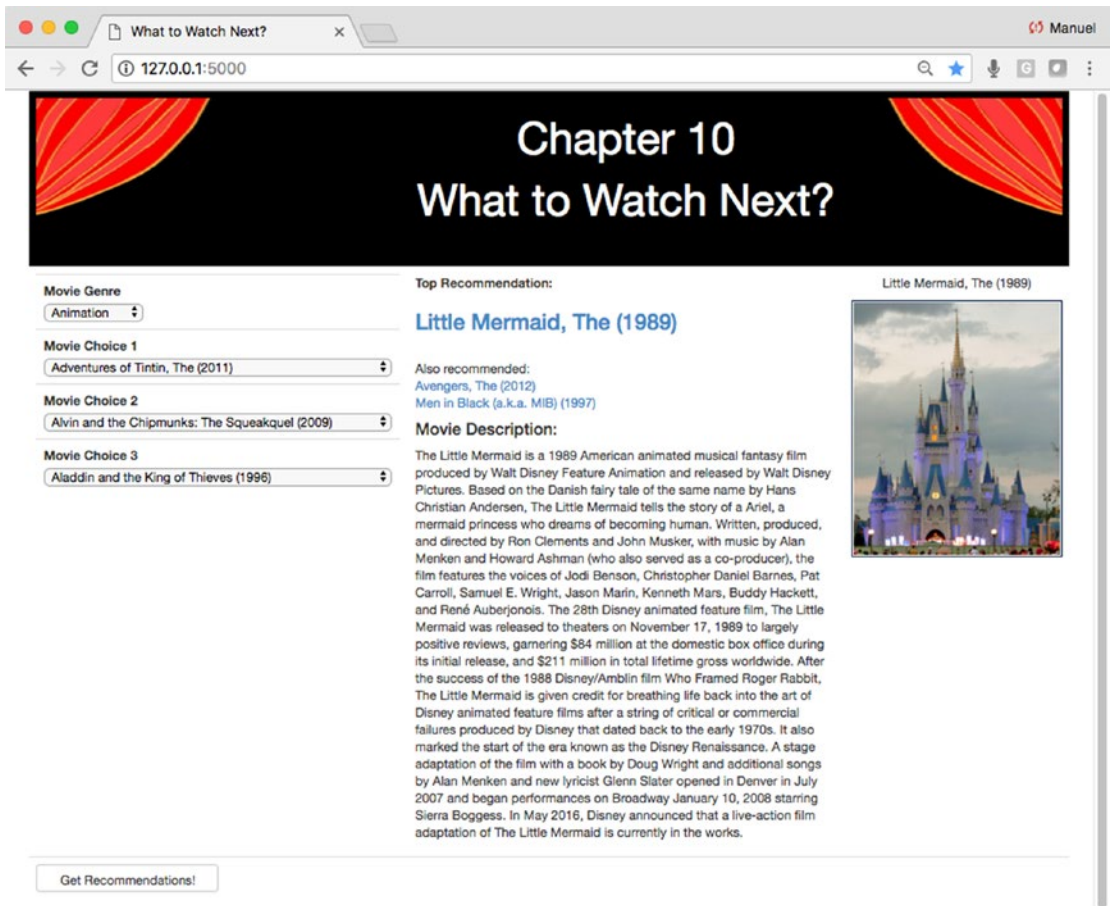 What to Watch Next?
Manuel
127.0.0.1:5000
Chapter 10
What to Watch Next?
Movie Genre
Animation
Movie Choice 1
Adventures of Tintin, The (2011)
Movie Choice 2
Alvin and the Chipmunks: The Squeakquel (2009)
Movie Choice 3
Aladdin and the King of Thieves (1996)
Top Recommendation:
Little Mermaid, The (1989)
Also recommended:
Avengers, The (2012)
Men in Black (a.k.a. MIB) (1997)
Movie Description:
The Little Mermaid is a 1989 American animated musical fantasy film
produced by Walt Disney Feature Animation and released by Walt Disney
Pictures. Based on the Danish fairy tale of the same name by Hans
Christian Andersen, The Little Mermaid tells the story of a Ariel, a
mermaid princess who dreams of becoming human. Written, produced,
and directed by Ron Clements and John Musker, with music by Alan
Menken and Howard Ashman (who also served as a co-producer), the
film features the voices of Jodi Benson, Christopher Daniel Barnes, Pat
Carroll, Samuel E. Wright, Jason Marin, Kenneth Mars, Buddy Hackett,
and René Auberjonois. The 28th Disney animated feature film, The Little
Mermaid was released to theaters on November 17, 1989 to largely
positive reviews, garnering $84 million at the domestic box office during
its initial release, and $211 million in total lifetime gross worldwide. After
the success of the 1988 Disney/Amblin film Who Framed Roger Rabbit,
The Little Mermaid is given credit for breathing life back into the art of
Disney animated feature films after a string of critical or commercial
failures produced by Disney that dated back to the early 1970s. It also
marked the start of the era known as the Disney Renaissance. A stage
adaptation of the film with a book by Doug Wright and additional songs
by Alan Menken and new lyricist Glenn Slater opened in Denver in July
2007 and began performances on Broadway January 10, 2008 starring
Sierra Boggess. In May 2016, Disney announced that a live-action film
adaptation of The Little Mermaid is currently in the works.
Little Mermaid, The (1989)
Get Recommendations!